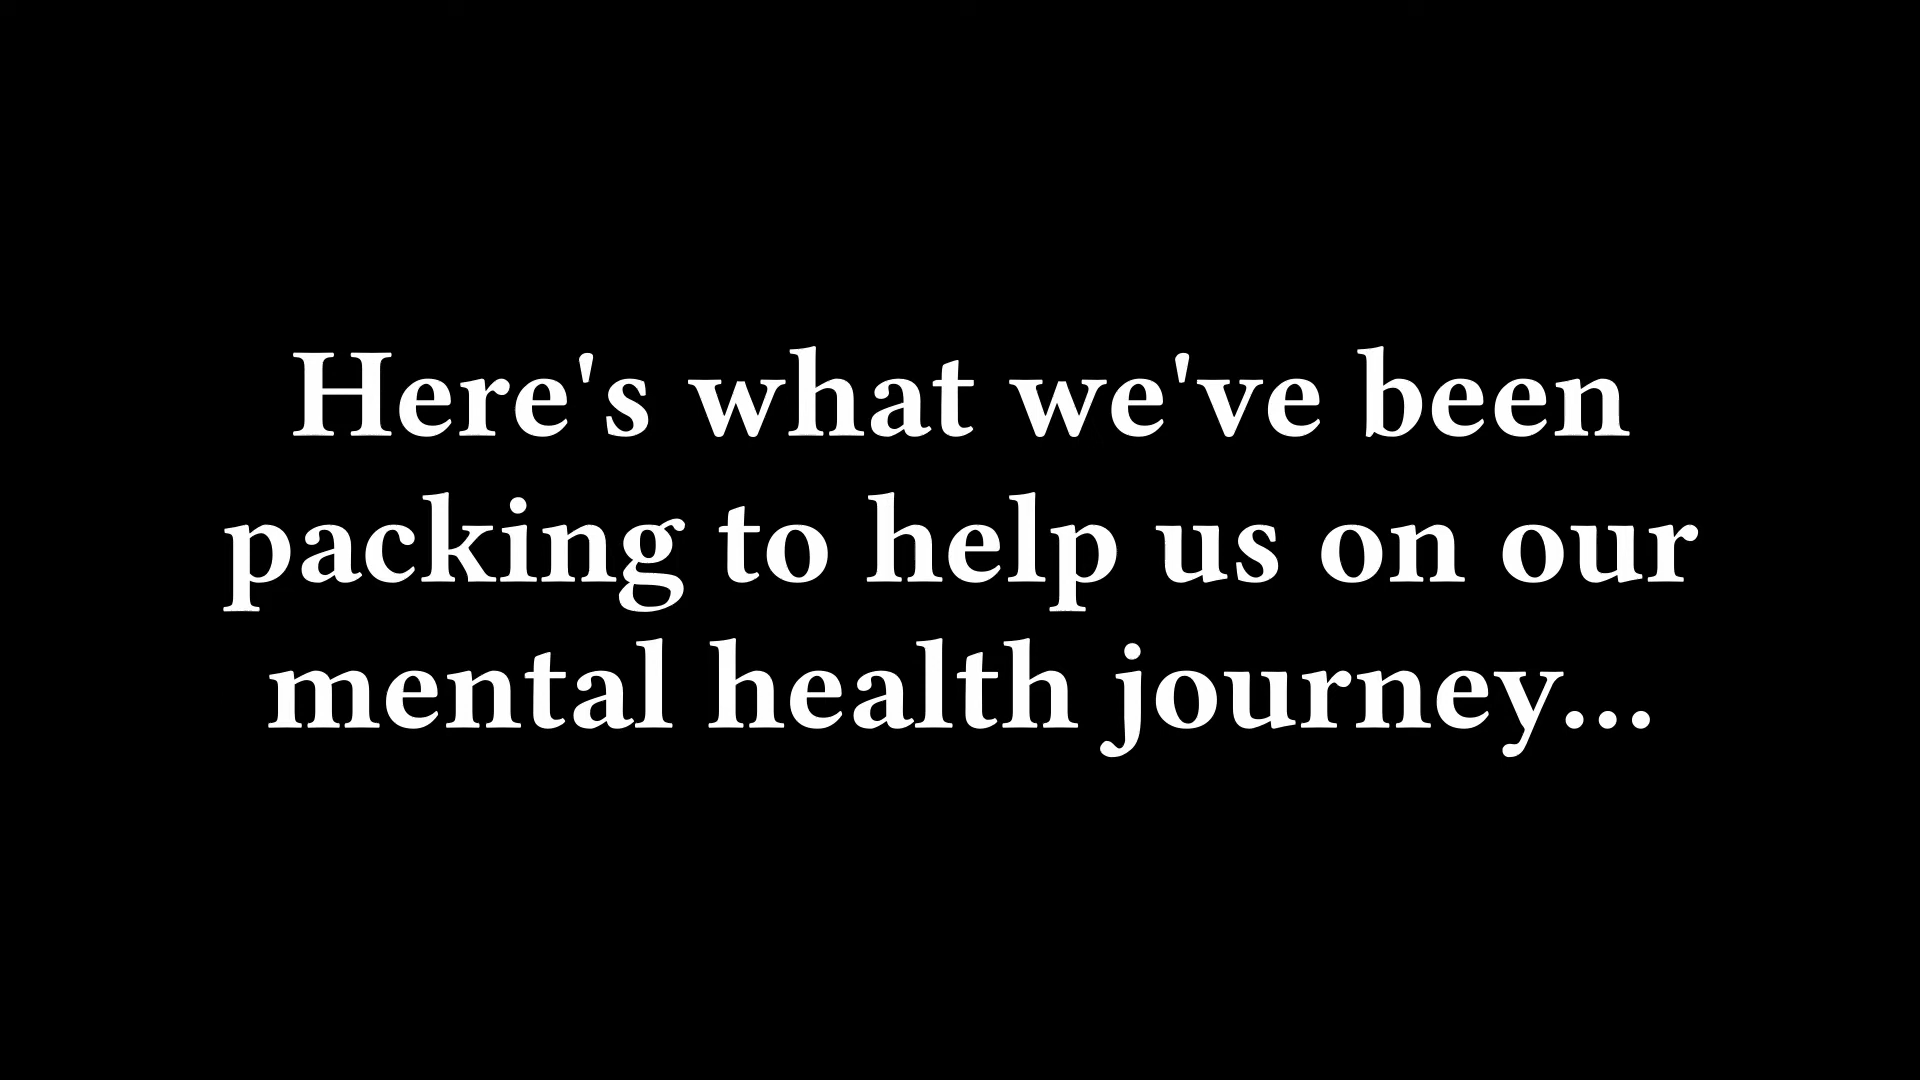 Here's what we've been
packing to help us on our
mental health journey...